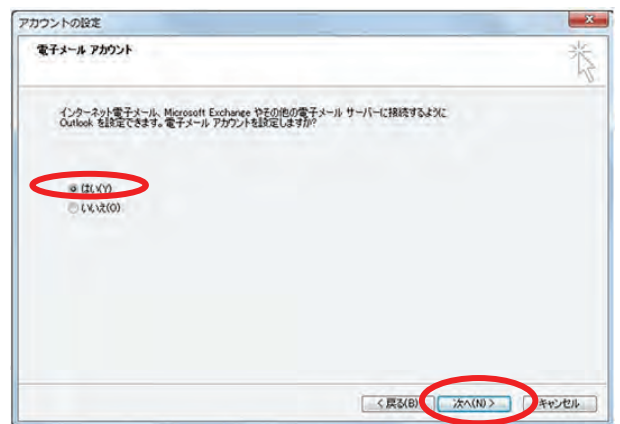 アカウントの設定
電子メール アカウント
インターネット電子メール、Microsoft Exchange やその他の電子メール サーバーに接続するように
Outlook を設定できます。電子メール アカウントを設定しますか?
はい(Y)
いいえ(O)
< 戻る(B)
次へ(N) >
キャンセル